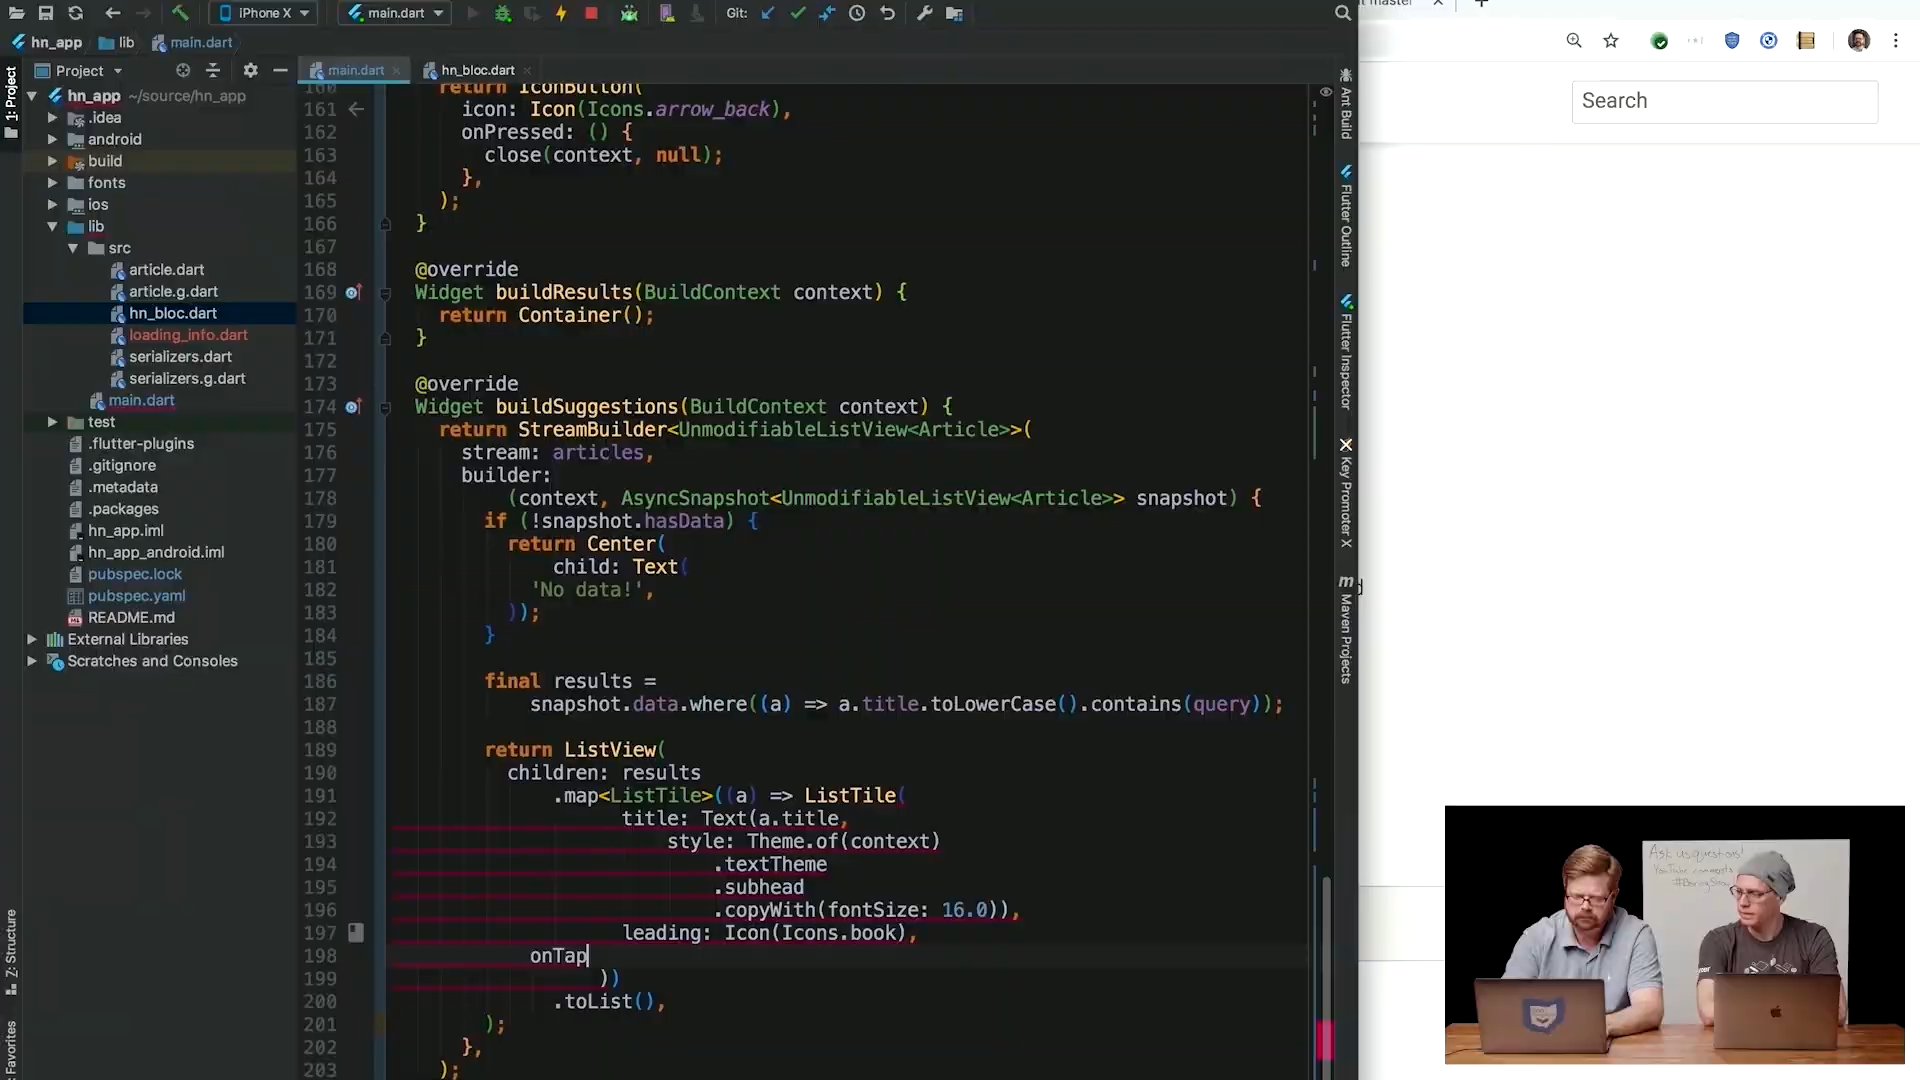 iPhone X
main.dart
Git:
hn_app
lib
main.dart
Project
main.dart
hn_bloc.dart
1: Project
hn_app ~/source/hn_app
.idea
android
build
fonts
ios
lib
src
article.dart
article.g.dart
hn_bloc.dart
loading_info.dart
serializers.dart
serializers.g.dart
main.dart
test
.flutter-plugins
.gitignore
.metadata
.packages
hn_app.iml
hn_app_android.iml
pubspec.lock
pubspec.yaml
README.md
External Libraries
Scratches and Consoles
Z: Structure
Favorites
160 return IconButton(
161 icon: Icon(Icons.arrow_back),
162 onPressed: () {
163 close(context, null);
164 },
165 );
166 }
167
168 @override
169 Widget buildResults(BuildContext context) {
170 return Container();
171 }
172
173 @override
174 Widget buildSuggestions(BuildContext context) {
175 return StreamBuilder<UnmodifiableListView<Article>>(
176 stream: articles,
177 builder:
178 (context, AsyncSnapshot<UnmodifiableListView<Article>> snapshot) {
179 if (!snapshot.hasData) {
180 return Center(
181 child: Text(
182 'No data!',
183 ));
184 }
185
186 final results =
187 snapshot.data.where((a) => a.title.toLowerCase().contains(query));
188
189 return ListView(
190 children: results
191 .map<ListTile>((a) => ListTile(
192 title: Text(a.title,
193 style: Theme.of(context)
194 .textTheme
195 .subhead
196 .copyWith(fontSize: 16.0)),
197 leading: Icon(Icons.book),
198 onTap
199 ))
200 .toList(),
201 );
202 },
203 );
Ant Build
Flutter Outline
Flutter Inspector
Key Promoter X
Maven Projects
master
Search
Ask us questions!
YouTube comments